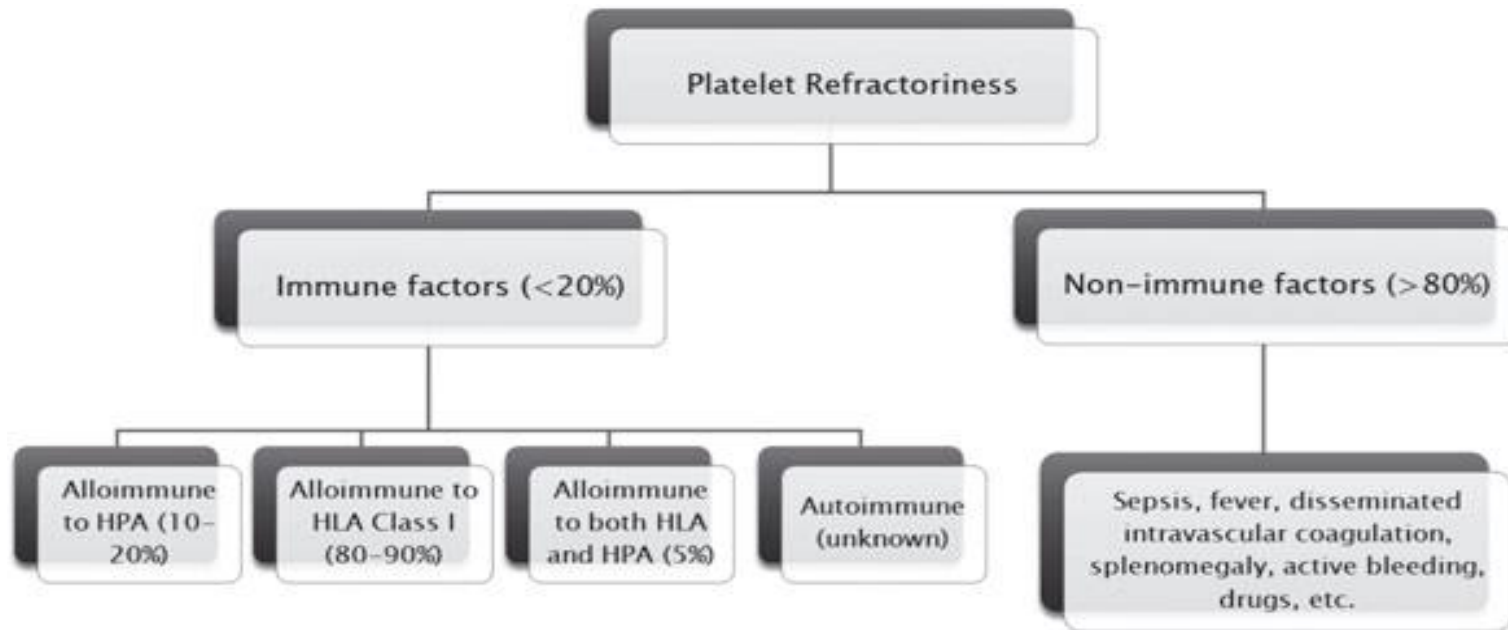 Platelet Refractoriness
Immune factors (<20%)
Non-immune factors (>80%)
Alloimmune
to HPA (10-
20%)
Alloimmune to
HLA Class I
(80-90%)
Alloimmune
to both HLA
and HPA (5%)
Autoimmune
(unknown)
Sepsis, fever, disseminated
intravascular coagulation,
splenomegaly, active bleeding,
drugs, etc.